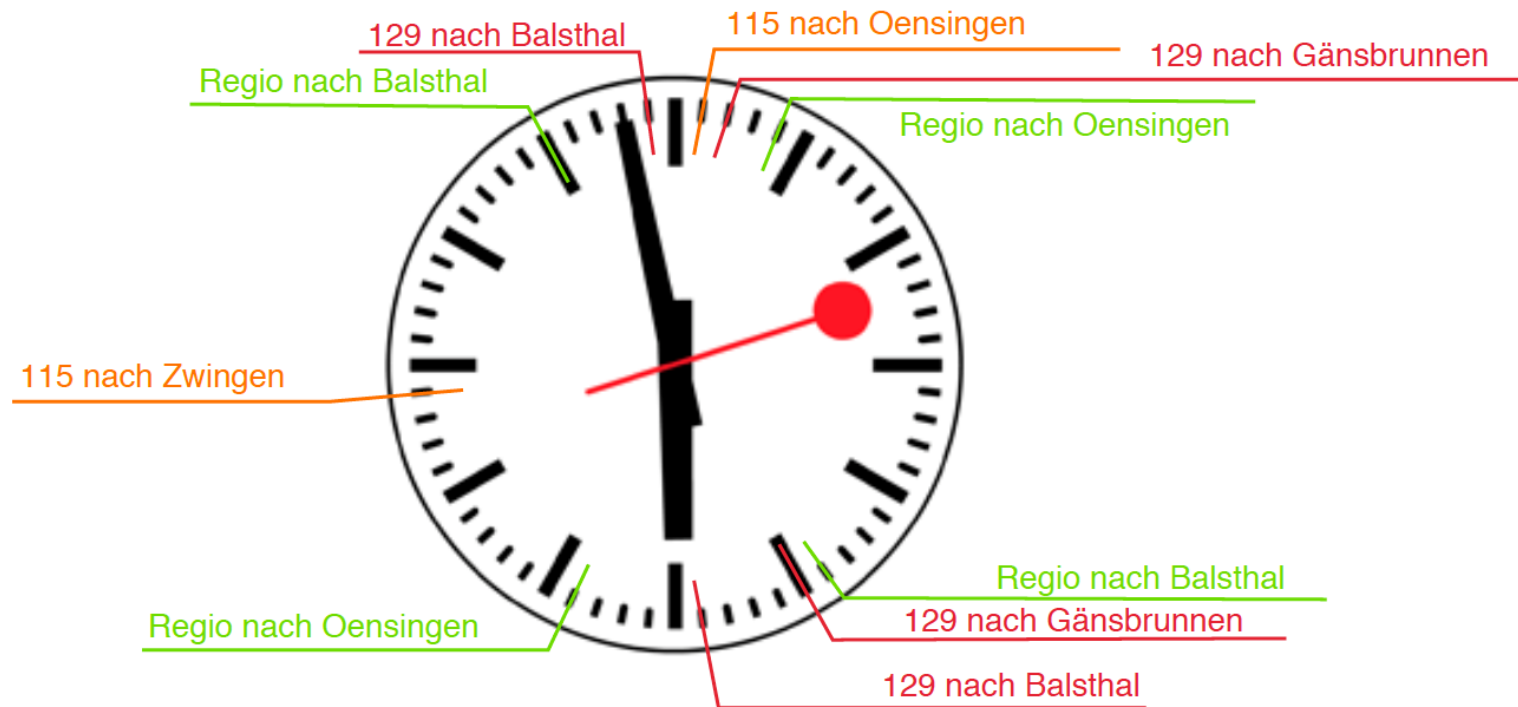 115 nach Oensingen
129 nach Balsthal
129 nach Gänsbrunnen
Regio nach Balsthal
Regio nach Oensingen
115 nach Zwingen
Regio nach Balsthal
129 nach Gänsbrunnen
Regio nach Oensingen
129 nach Balsthal